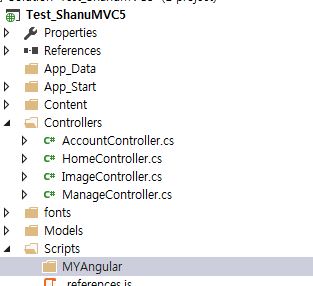 Test_ShanuMVC5
Properties
References
App_Data
App_Start
Content
Controllers
C# AccountController.cs
C# HomeController.cs
C# ImageController.cs
C# ManageController.cs
fonts
Models
Scripts
MYAngular
_references.js